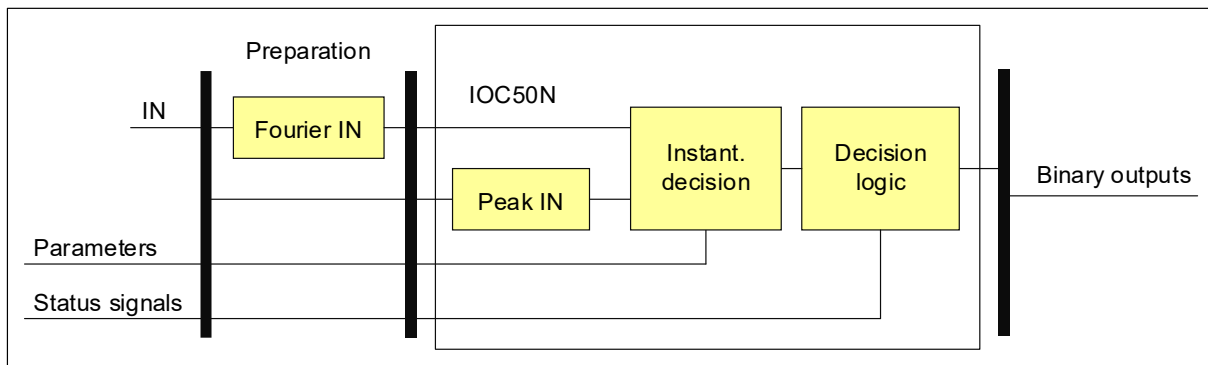 Preparation
IN
IOC50N
Fourier IN
Instant.
decision
Decision
logic
Binary outputs
Peak IN
Parameters
Status signals